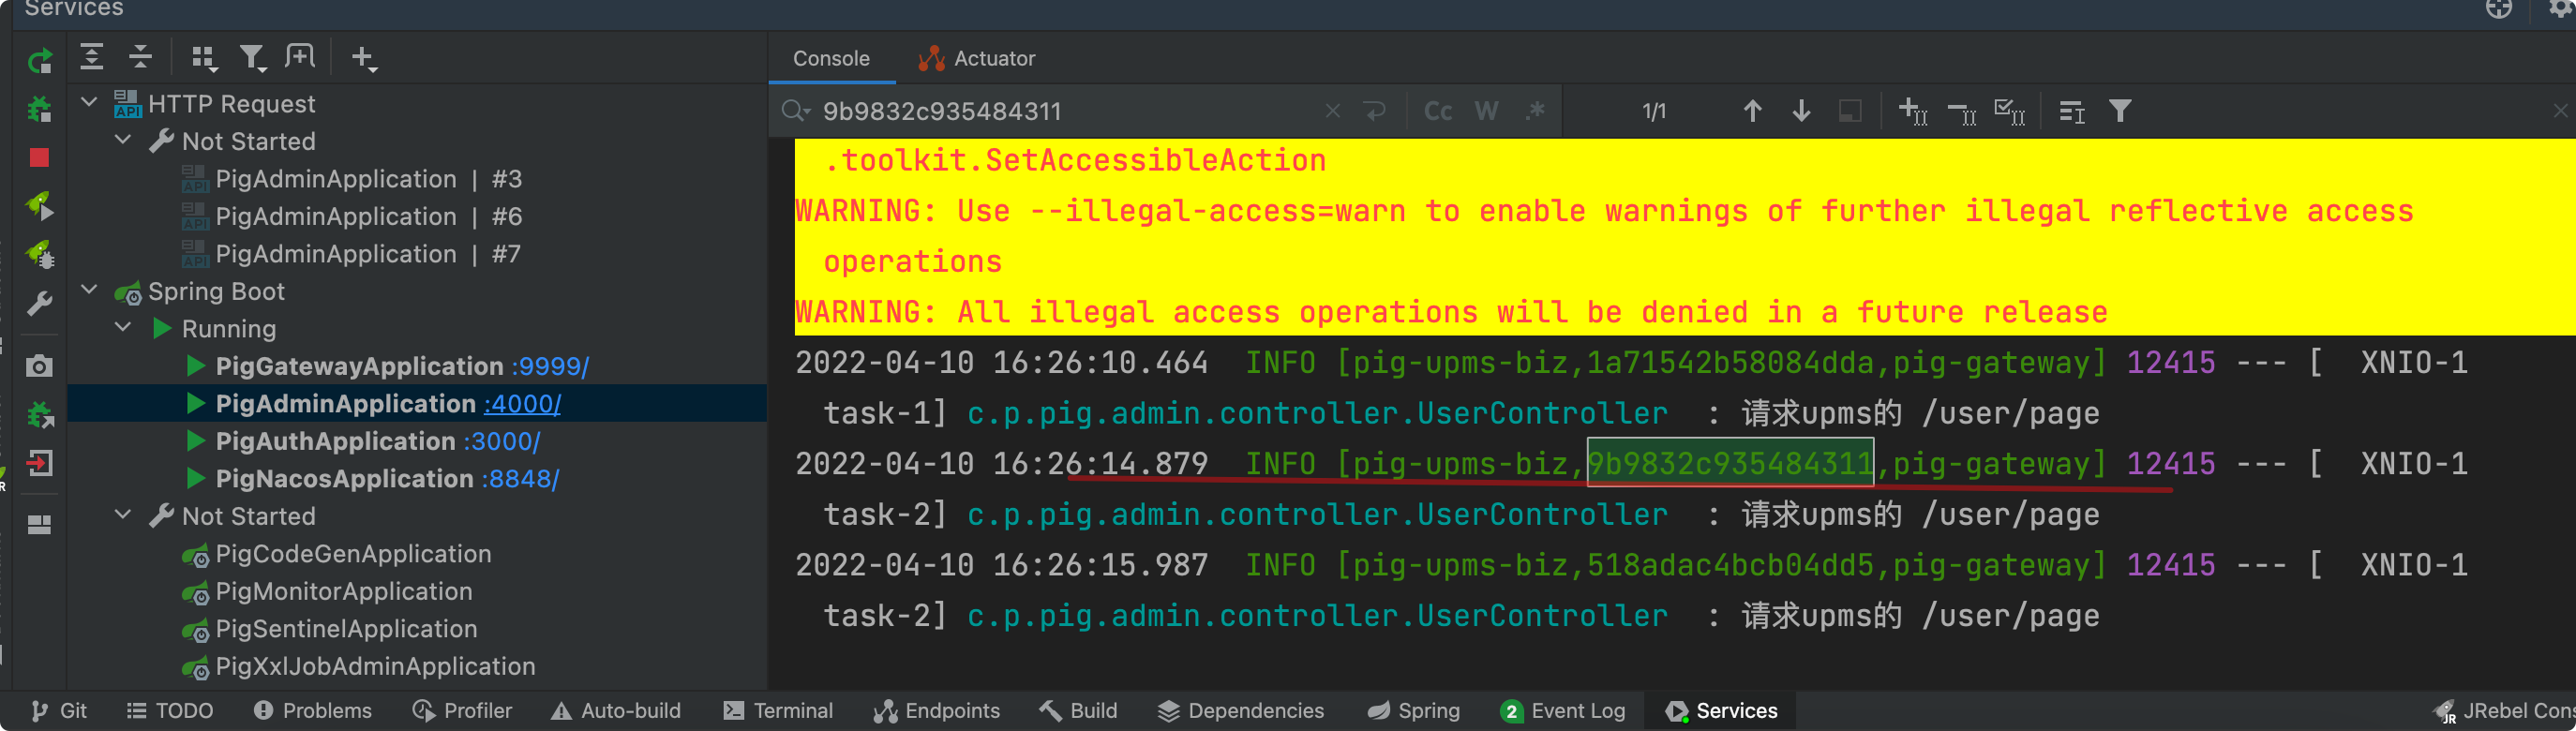 Services
HTTP Request
Not Started
PigAdminApplication | #3
PigAdminApplication | #6
PigAdminApplication | #7
Spring Boot
Running
PigGatewayApplication :9999/
PigAdminApplication :4000/
PigAuthApplication :3000/
PigNacosApplication :8848/
Not Started
PigCodeGenApplication
PigMonitorApplication
PigSentinelApplication
PigXxlJobAdminApplication
Console Actuator
9b9832c935484311 Cc W .* 1/1
.toolkit.SetAccessibleAction
WARNING: Use --illegal-access=warn to enable warnings of further illegal reflective access
operations
WARNING: All illegal access operations will be denied in a future release
2022-04-10 16:26:10.464 INFO [pig-upms-biz,1a71542b58084dda,pig-gateway] 12415 --- [ XNIO-1
task-1] c.p.pig.admin.controller.UserController : 请求upms的 /user/page
2022-04-10 16:26:14.879 INFO [pig-upms-biz,9b9832c935484311,pig-gateway] 12415 --- [ XNIO-1
task-2] c.p.pig.admin.controller.UserController : 请求upms的 /user/page
2022-04-10 16:26:15.987 INFO [pig-upms-biz,518adac4bcb04dd5,pig-gateway] 12415 --- [ XNIO-1
task-2] c.p.pig.admin.controller.UserController : 请求upms的 /user/page
Git TODO Problems Profiler Auto-build Terminal Endpoints Build Dependencies Spring 2 Event Log Services JRebel Cons